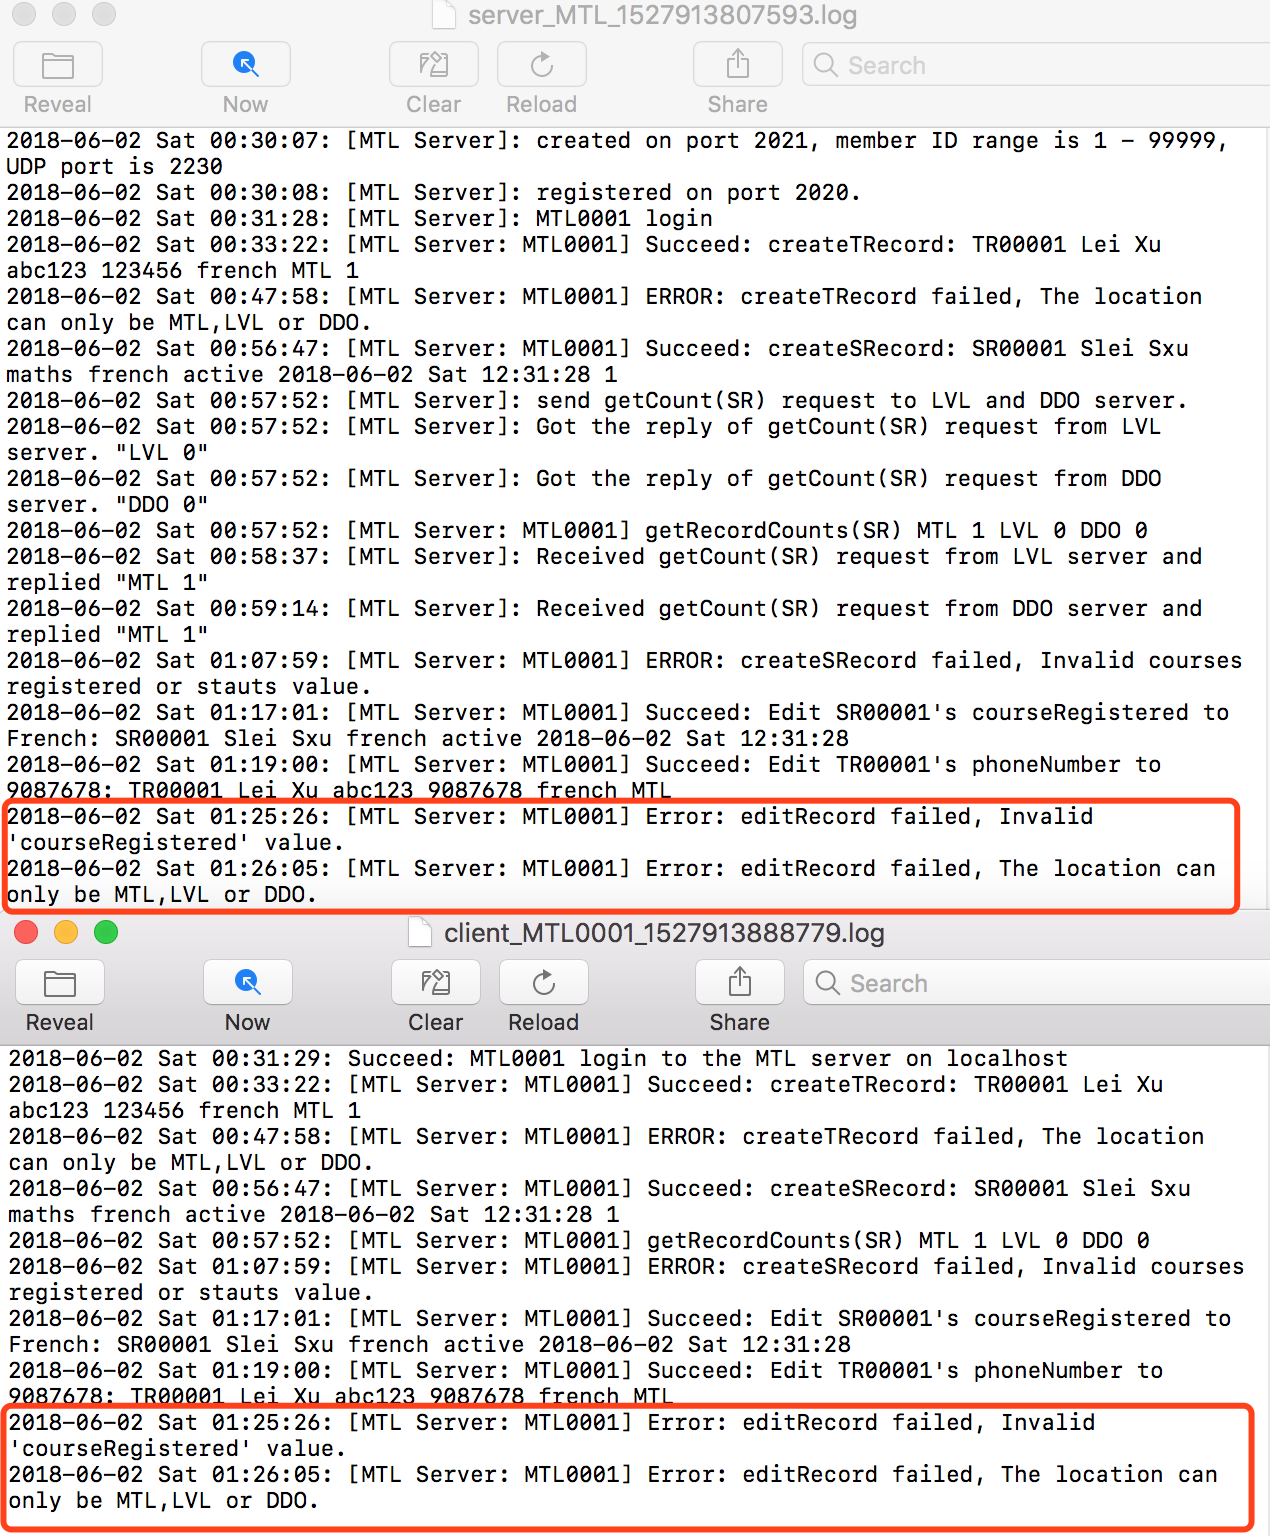 server_MTL_1527913807593.log
Reveal Now Clear Reload Share Search
2018-06-02 Sat 00:30:07: [MTL Server]: created on port 2021, member ID range is 1 - 99999,
UDP port is 2230
2018-06-02 Sat 00:30:08: [MTL Server]: registered on port 2020.
2018-06-02 Sat 00:31:28: [MTL Server]: MTL0001 login
2018-06-02 Sat 00:33:22: [MTL Server: MTL0001] Succeed: createTRecord: TR00001 Lei Xu
abc123 123456 french MTL 1
2018-06-02 Sat 00:47:58: [MTL Server: MTL0001] ERROR: createTRecord failed, The location
can only be MTL,LVL or DDO.
2018-06-02 Sat 00:56:47: [MTL Server: MTL0001] Succeed: createSRecord: SR00001 Slei Sxu
maths french active 2018-06-02 Sat 12:31:28 1
2018-06-02 Sat 00:57:52: [MTL Server]: send getCount(SR) request to LVL and DDO server.
2018-06-02 Sat 00:57:52: [MTL Server]: Got the reply of getCount(SR) request from LVL
server. "LVL 0"
2018-06-02 Sat 00:57:52: [MTL Server]: Got the reply of getCount(SR) request from DDO
server. "DDO 0"
2018-06-02 Sat 00:57:52: [MTL Server: MTL0001] getRecordCounts(SR) MTL 1 LVL 0 DDO 0
2018-06-02 Sat 00:58:37: [MTL Server]: Received getCount(SR) request from LVL server and
replied "MTL 1"
2018-06-02 Sat 00:59:14: [MTL Server]: Received getCount(SR) request from DDO server and
replied "MTL 1"
2018-06-02 Sat 01:07:59: [MTL Server: MTL0001] ERROR: createSRecord failed, Invalid courses
registered or stauts value.
2018-06-02 Sat 01:17:01: [MTL Server: MTL0001] Succeed: Edit SR00001's courseRegistered to
French: SR00001 Slei Sxu french active 2018-06-02 Sat 12:31:28
2018-06-02 Sat 01:19:00: [MTL Server: MTL0001] Succeed: Edit TR00001's phoneNumber to
9087678: TR00001 Lei Xu abc123 9087678 french MTL
2018-06-02 Sat 01:25:26: [MTL Server: MTL0001] Error: editRecord failed, Invalid
'courseRegistered' value.
2018-06-02 Sat 01:26:05: [MTL Server: MTL0001] Error: editRecord failed, The location can
only be MTL,LVL or DDO.
client_MTL0001_1527913888779.log
Reveal Now Clear Reload Share Search
2018-06-02 Sat 00:31:29: Succeed: MTL0001 login to the MTL server on localhost
2018-06-02 Sat 00:33:22: [MTL Server: MTL0001] Succeed: createTRecord: TR00001 Lei Xu
abc123 123456 french MTL 1
2018-06-02 Sat 00:47:58: [MTL Server: MTL0001] ERROR: createTRecord failed, The location
can only be MTL,LVL or DDO.
2018-06-02 Sat 00:56:47: [MTL Server: MTL0001] Succeed: createSRecord: SR00001 Slei Sxu
maths french active 2018-06-02 Sat 12:31:28 1
2018-06-02 Sat 00:57:52: [MTL Server: MTL0001] getRecordCounts(SR) MTL 1 LVL 0 DDO 0
2018-06-02 Sat 01:07:59: [MTL Server: MTL0001] ERROR: createSRecord failed, Invalid courses
registered or stauts value.
2018-06-02 Sat 01:17:01: [MTL Server: MTL0001] Succeed: Edit SR00001's courseRegistered to
French: SR00001 Slei Sxu french active 2018-06-02 Sat 12:31:28
2018-06-02 Sat 01:19:00: [MTL Server: MTL0001] Succeed: Edit TR00001's phoneNumber to
9087678: TR00001 Lei Xu abc123 9087678 french MTL
2018-06-02 Sat 01:25:26: [MTL Server: MTL0001] Error: editRecord failed, Invalid
'courseRegistered' value.
2018-06-02 Sat 01:26:05: [MTL Server: MTL0001] Error: editRecord failed, The location can
only be MTL,LVL or DDO.